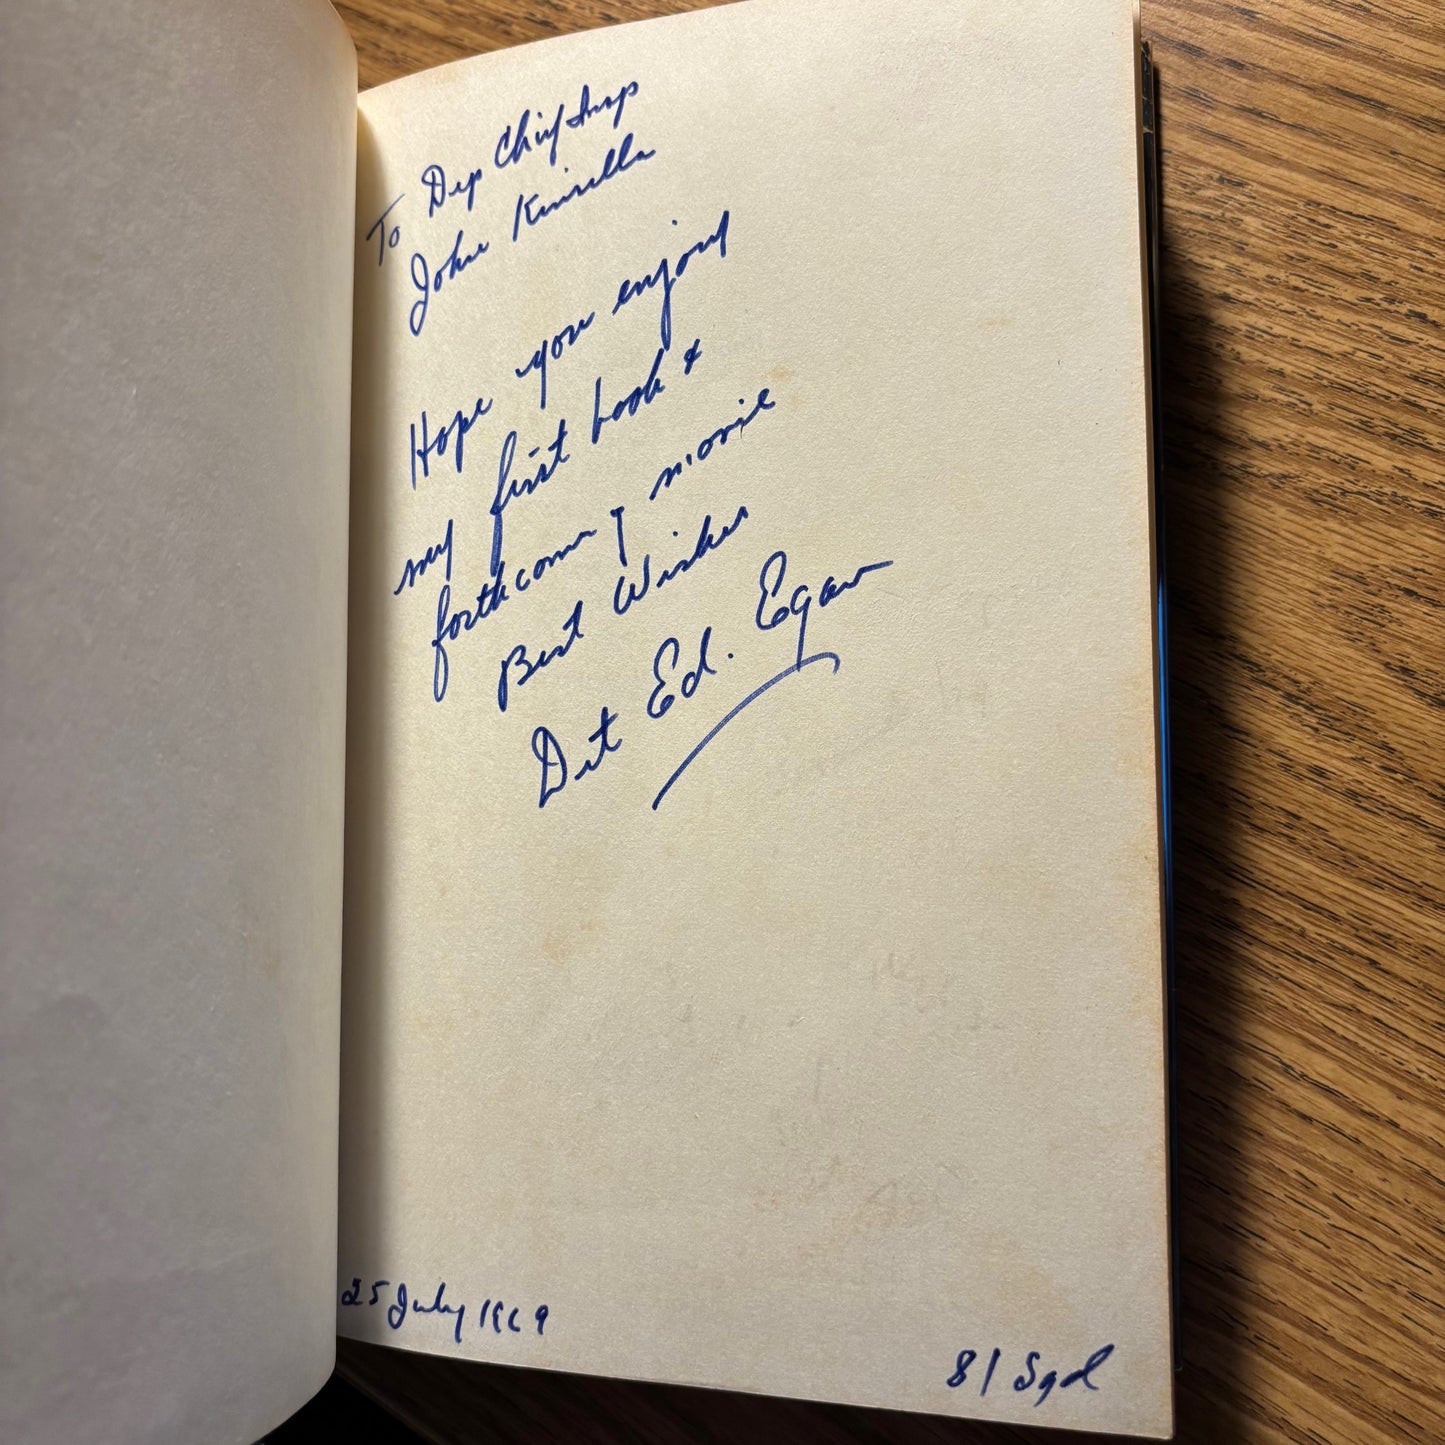 To Dep Chief Insp
John Kinsella
Hope you enjoy
my first book &
forthcoming movie
Best Wishes
Det Ed. Egan
25 July 1969
81 Sqd